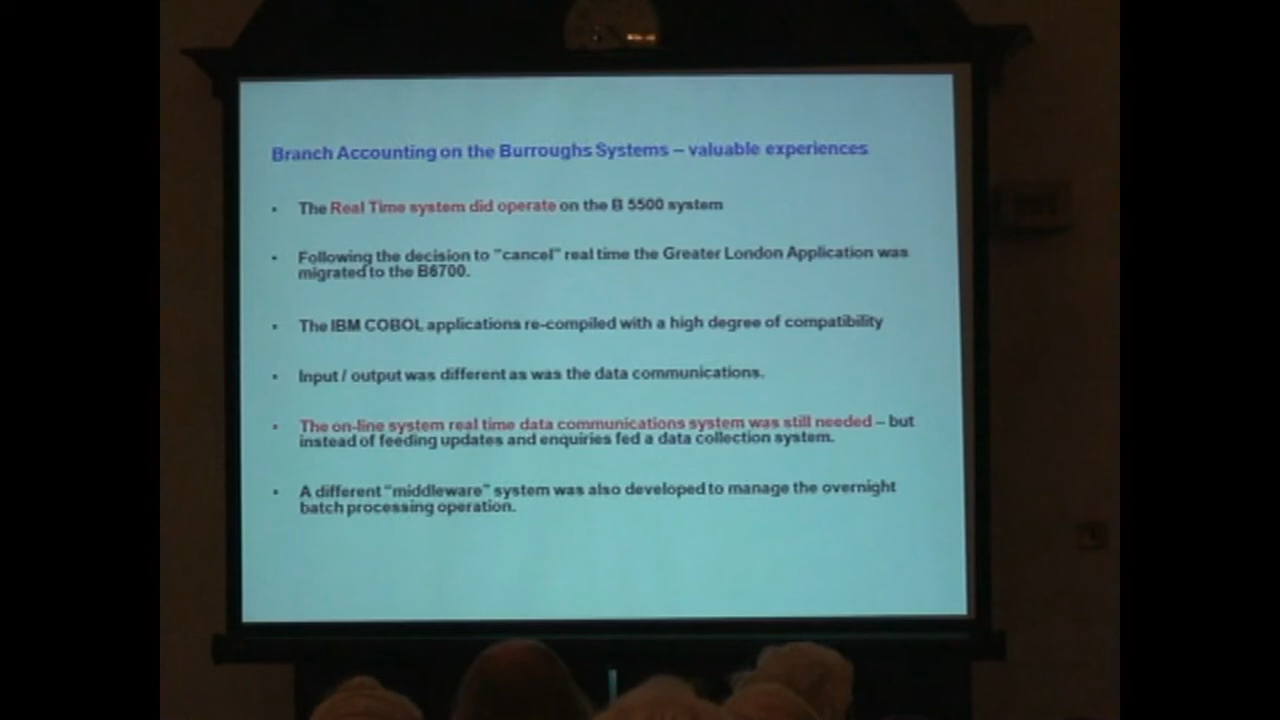 Branch Accounting on the Burroughs Systems – valuable experiences
• The Real Time system did operate on the B 5500 system
• Following the decision to "cancel" real time the Greater London Application was
migrated to the B6700.
• The IBM COBOL applications re-compiled with a high degree of compatibility
• Input / output was different as was the data communications.
• The on-line system real time data communications system was still needed – but
instead of feeding updates and enquiries fed a data collection system.
• A different "middleware" system was also developed to manage the overnight
batch processing operation.